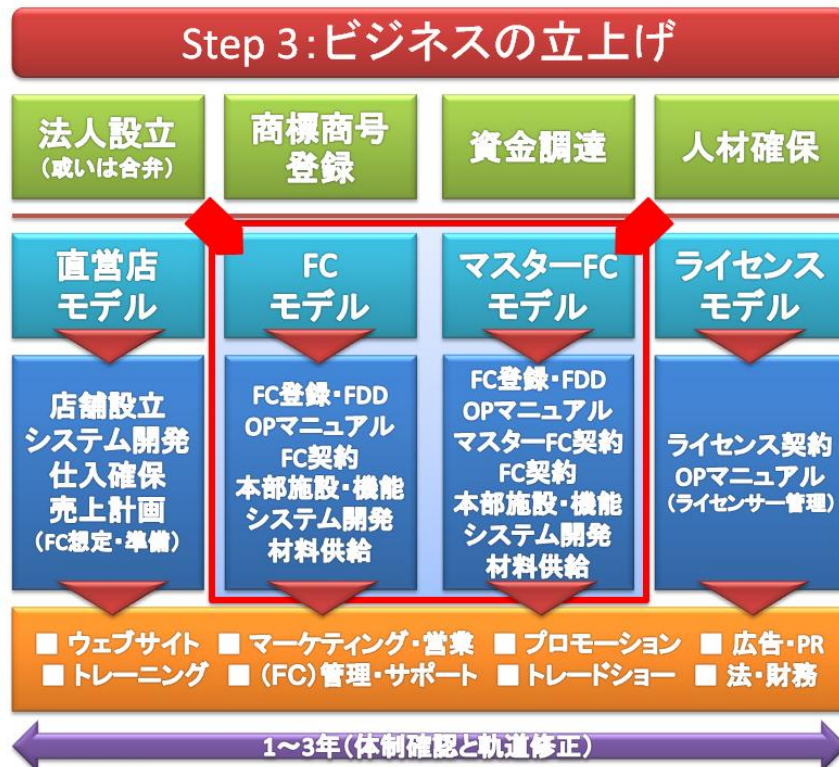 Step 3:ビジネスの立上げ
法人設立
(或いは合弁)
商標商号
登録
資金調達
人材確保
直営店
モデル
FC
モデル
マスターFC
モデル
ライセンス
モデル
店舗設立
システム開発
仕入確保
売上計画
(FC想定・準備)
FC登録・FDD
OPマニュアル
FC契約
本部施設・機能
システム開発
材料供給
FC登録・FDD
OPマニュアル
マスターFC契約
FC契約
本部施設・機能
システム開発
材料供給
ライセンス契約
OPマニュアル
(ライセンサー管理)
■ ウェブサイト ■ マーケティング・営業 ■ プロモーション ■ 広告・PR
■ トレーニング ■ (FC)管理・サポート ■ トレードショー ■ 法・財務
1～3年(体制確認と軌道修正)